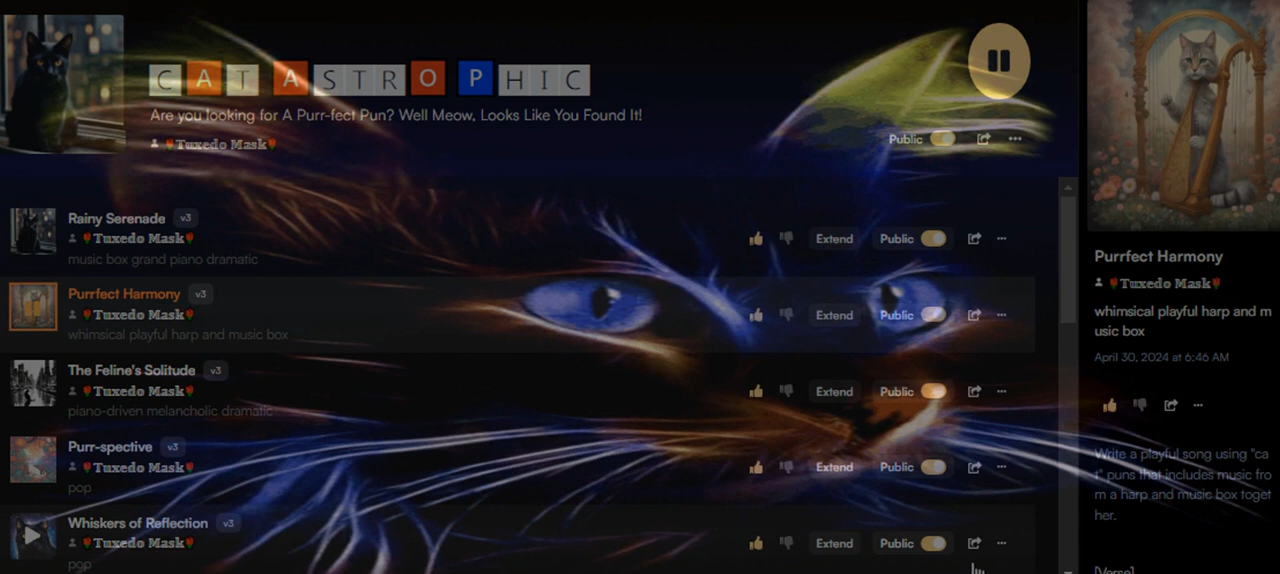 CAT ASTROPHIC
Are you looking for A Purr-fect Pun? Well Meow, Looks Like You Found It!
🌹Tuxedo Mask🌹
Public
Rainy Serenade v3
🌹Tuxedo Mask🌹
music box grand piano dramatic
Extend Public
Purrfect Harmony v3
🌹Tuxedo Mask🌹
whimsical playful harp and music box
Extend Public
The Feline's Solitude v3
🌹Tuxedo Mask🌹
piano-driven melancholic dramatic
Extend Public
Purr-spective v3
🌹Tuxedo Mask🌹
pop
Extend Public
Whiskers of Reflection v3
🌹Tuxedo Mask🌹
pop
Extend Public
Purrfect Harmony
🌹Tuxedo Mask🌹
whimsical playful harp and m
usic box
April 30, 2024 at 6:46 AM
Write a playful song using "ca
t" puns that includes music fro
m a harp and music box toget
her.
[Verse]